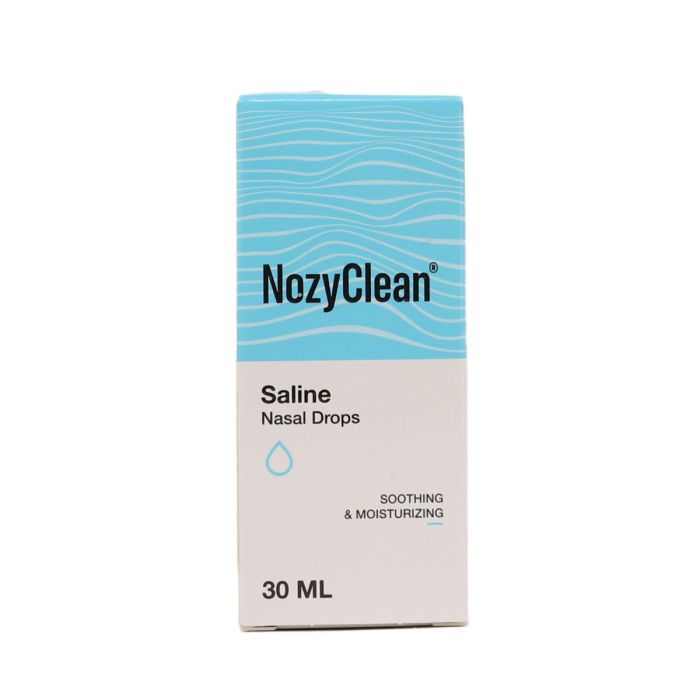 NozyClean®
Saline
Nasal Drops
SOOTHING
& MOISTURIZING
30 ML